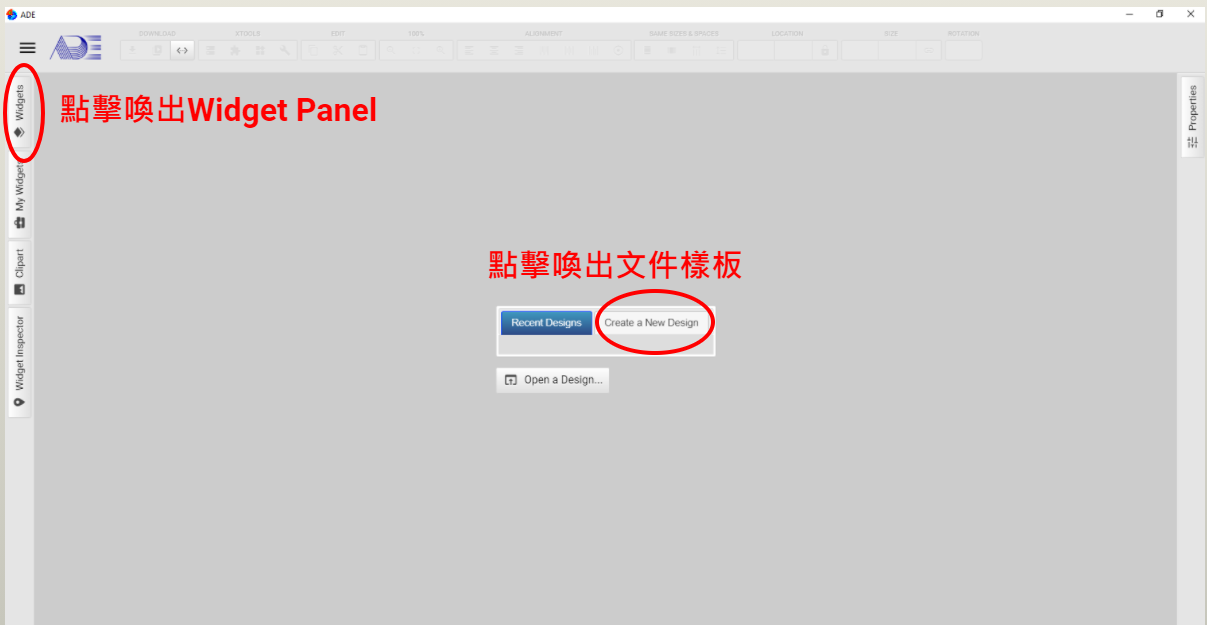 ADE
DOWNLOAD
XTOOLS
EDIT
100%
ALIGNMENT
SAME SIZES & SPACES
LOCATION
SIZE
ROTATION
ADE
Widgets
點擊喚出Widget Panel
Properties
My Widgets
Clipart
Widget Inspector
點擊喚出文件樣板
Recent Designs
Create a New Design
Open a Design...